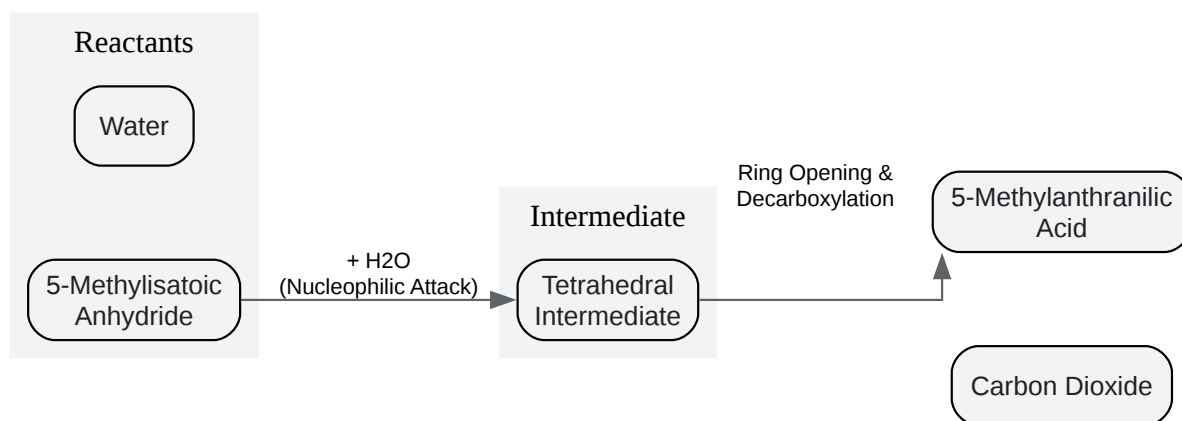 Reactants
Water
5-Methylisatoic
Anhydride
+ H2O
(Nucleophilic Attack)
Intermediate
Tetrahedral
Intermediate
Ring Opening &
Decarboxylation
5-Methylanthranilic
Acid
Carbon Dioxide